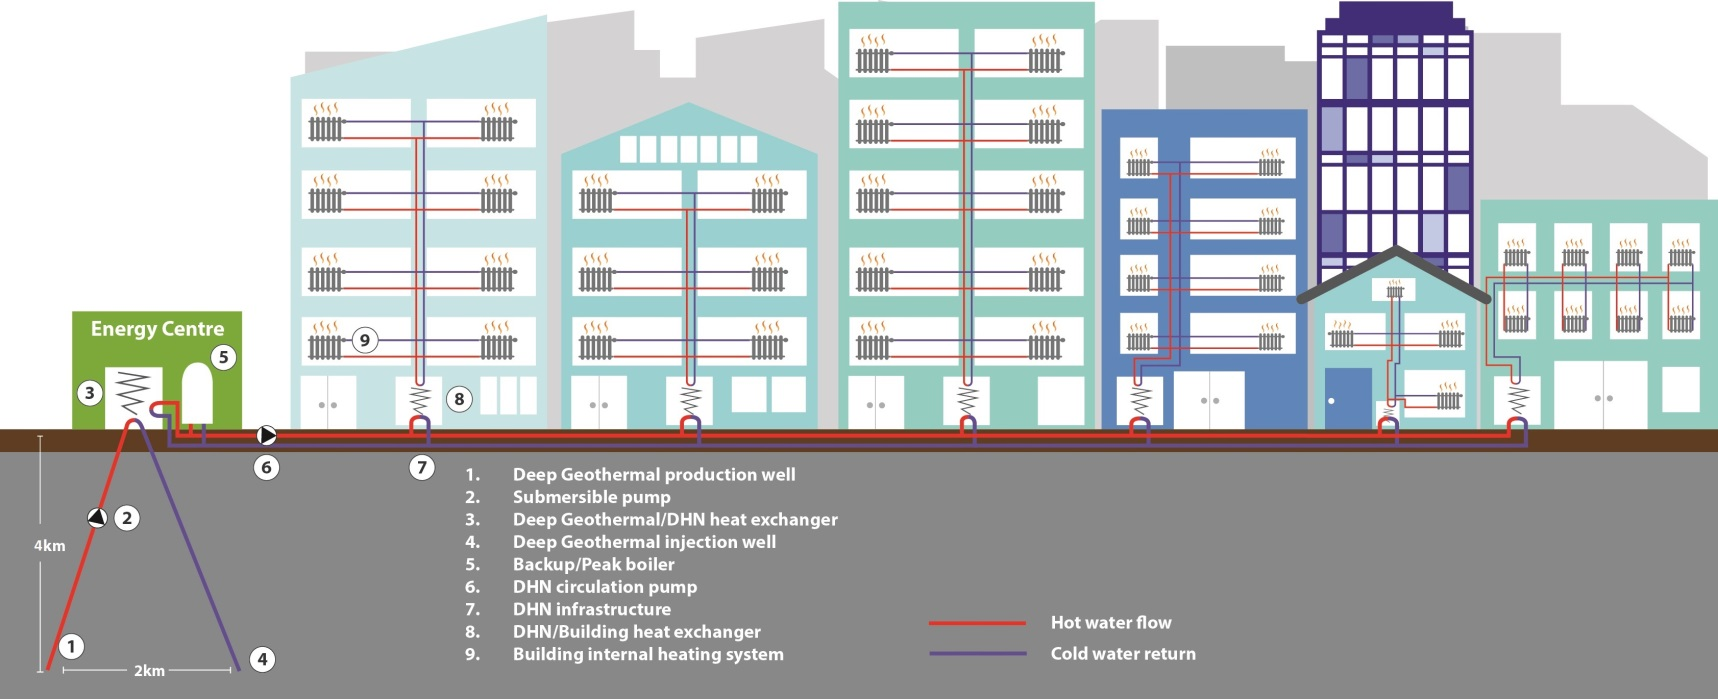 Energy Centre
5
3
9
8
6
7
2
4km
1
2km
4
1. Deep Geothermal production well
2. Submersible pump
3. Deep Geothermal/DHN heat exchanger
4. Deep Geothermal injection well
5. Backup/Peak boiler
6. DHN circulation pump
7. DHN infrastructure
8. DHN/Building heat exchanger
9. Building internal heating system
Hot water flow
Cold water return